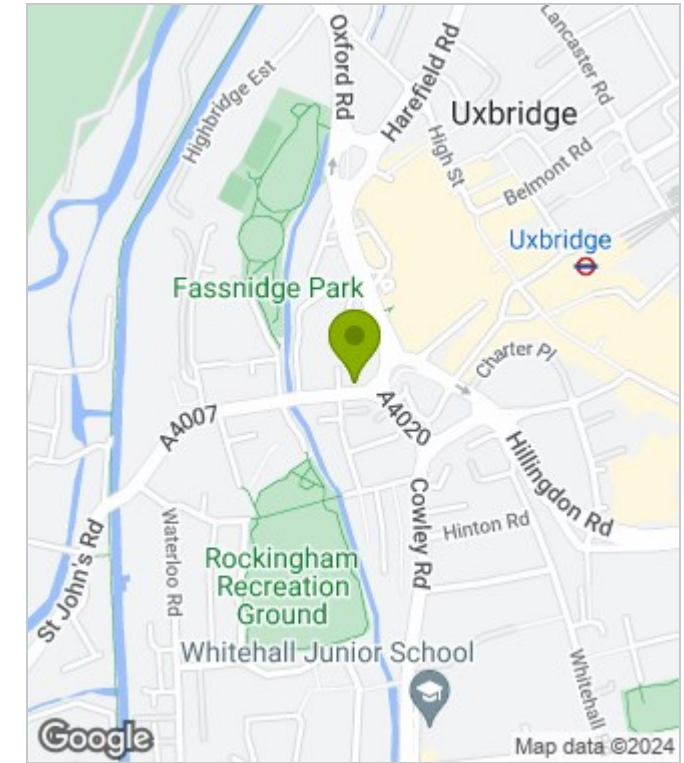 Lancaster Rd
Oxford Rd
Harefield Rd
Highbridge Est
Uxbridge
High St
Belmont Rd
Uxbridge
Fassnidge Park
Charter Pl
A4007
A4020
Hillingdon Rd
Cowley Rd
Hinton Rd
Waterloo Rd
St John's Rd
Rockingham
Recreation
Ground
Whitehall Junior School
Whitehall
Google
Map data ©2024